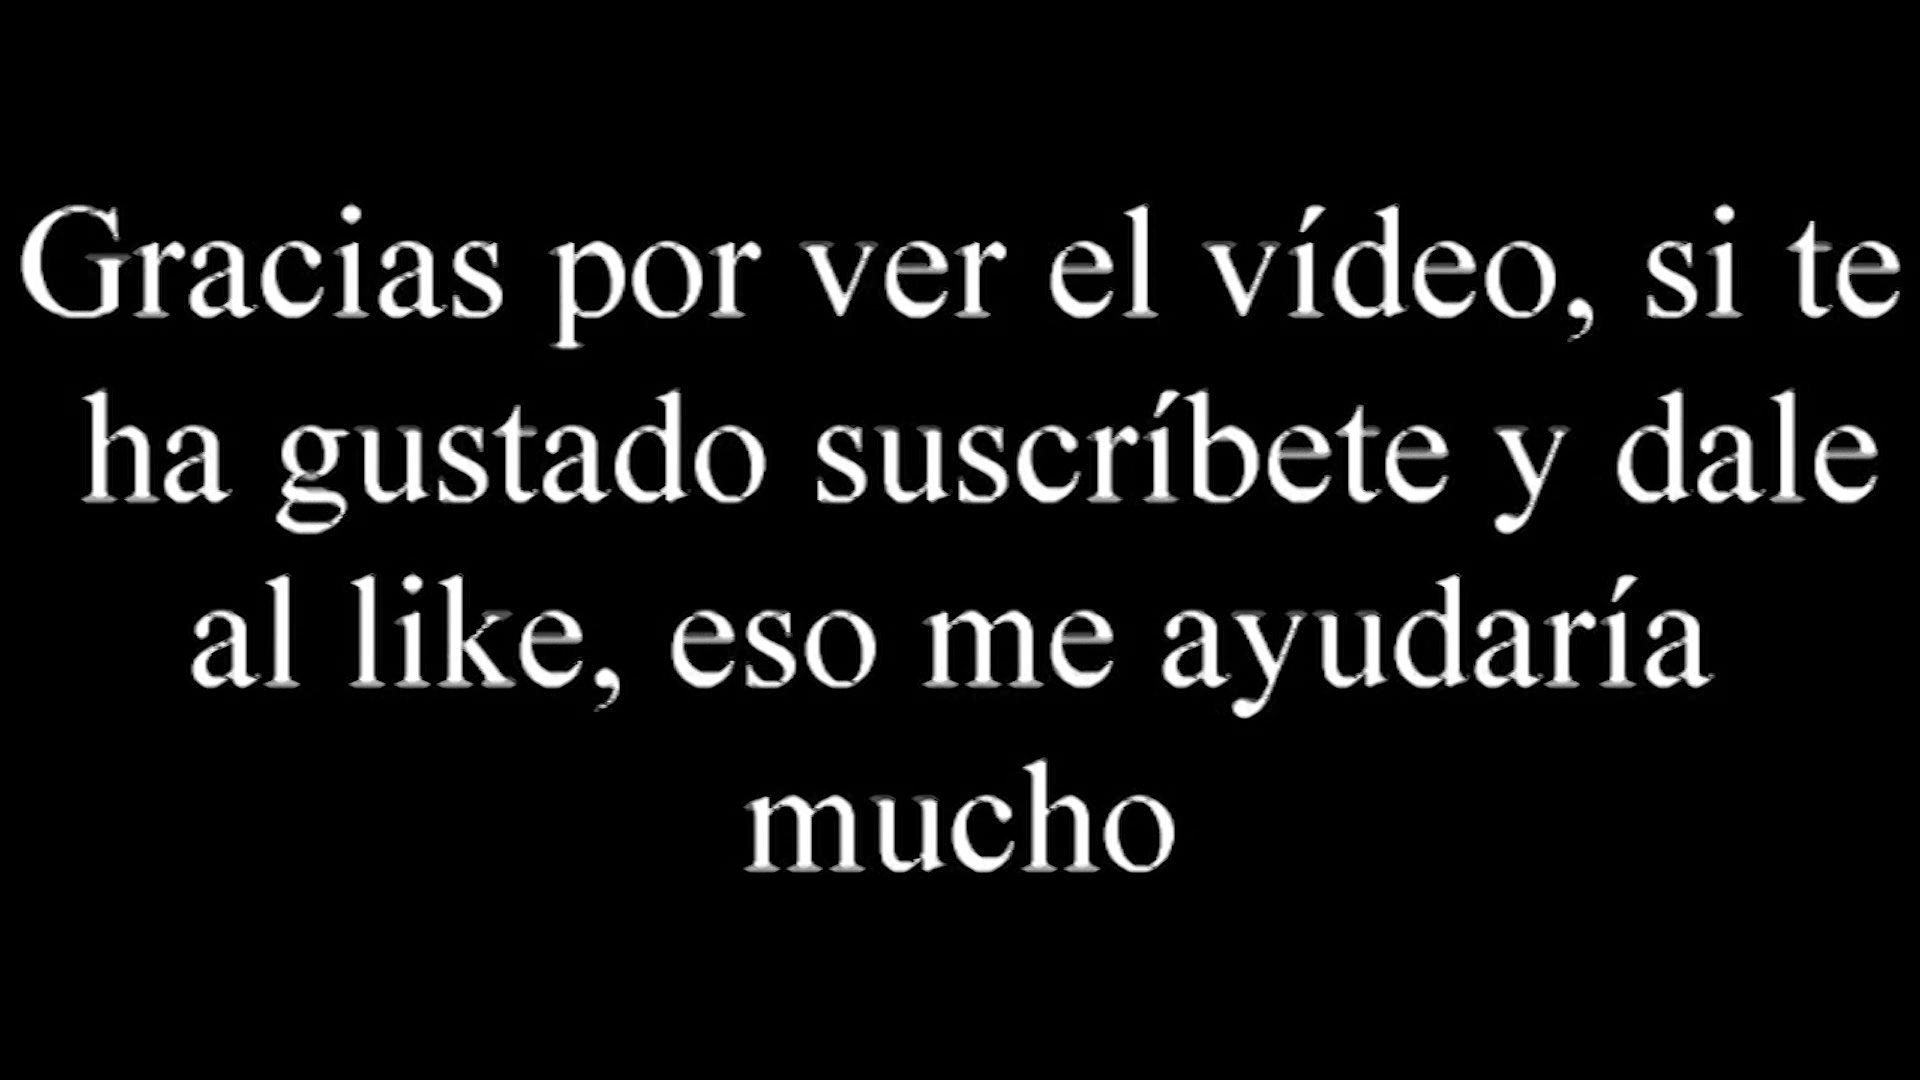 Gracias por ver el vídeo, si te
ha gustado suscríbete y dale
al like, eso me ayudaría
mucho